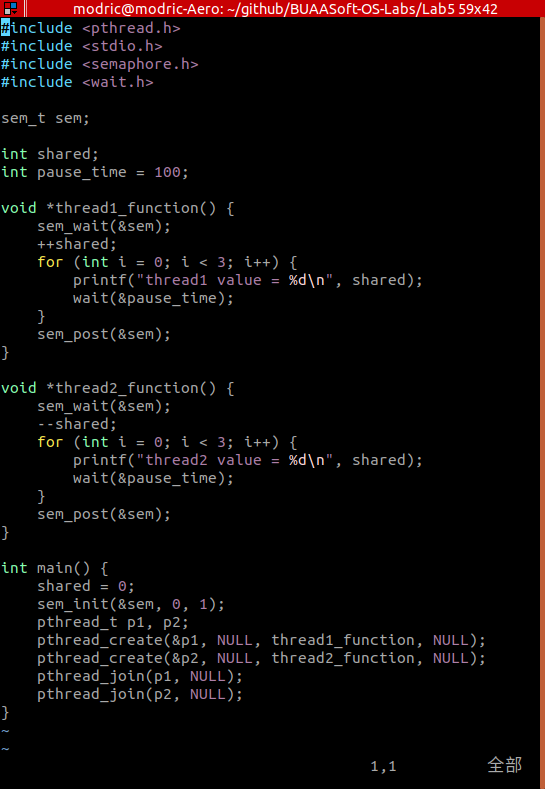 modric@modric-Aero: ~/github/BUAASoft-OS-Labs/Lab5 59x42
#include <pthread.h>
#include <stdio.h>
#include <semaphore.h>
#include <wait.h>

sem_t sem;

int shared;
int pause_time = 100;

void *thread1_function() {
    sem_wait(&sem);
    ++shared;
    for (int i = 0; i < 3; i++) {
        printf("thread1 value = %d\n", shared);
        wait(&pause_time);
    }
    sem_post(&sem);
}

void *thread2_function() {
    sem_wait(&sem);
    --shared;
    for (int i = 0; i < 3; i++) {
        printf("thread2 value = %d\n", shared);
        wait(&pause_time);
    }
    sem_post(&sem);
}

int main() {
    shared = 0;
    sem_init(&sem, 0, 1);
    pthread_t p1, p2;
    pthread_create(&p1, NULL, thread1_function, NULL);
    pthread_create(&p2, NULL, thread2_function, NULL);
    pthread_join(p1, NULL);
    pthread_join(p2, NULL);
}
~
~
1,1 全部